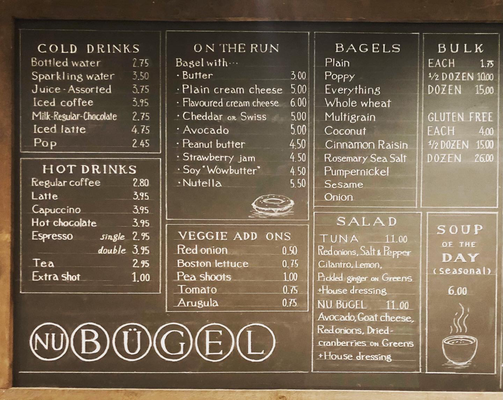 COLD DRINKS
Bottled water 2.75
Sparkling water 3.50
Juice - Assorted 3.75
Iced coffee 3.95
Milk-Regular-Chocolate 2.75
Iced latte 4.75
Pop 2.45
HOT DRINKS
Regular coffee 2.80
Latte 3.95
Capuccino 3.95
Hot chocolate 3.95
Espresso single 2.95
double 3.95
Tea 2.95
Extra shot 1.00
ON THE RUN
Bagel with...
• Butter 3.00
• Plain cream cheese 5.00
• Flavoured cream cheese 6.00
• Cheddar OR Swiss 5.00
• Avocado 5.00
• Peanut butter 4.50
• Strawberry jam 4.50
• Soy "Wowbutter" 4.50
• Nutella 5.50
VEGGIE ADD ONS
Red onion 0.50
Boston lettuce 0.75
Pea shoots 1.00
Tomato 0.75
Arugula 0.75
BAGELS
Plain
Poppy
Everything
Whole wheat
Multigrain
Coconut
Cinnamon Raisin
Rosemary Sea Salt
Pumpernickel
Sesame
Onion
SALAD
TUNA 11.00
Red onions, Salt & Pepper
Cilantro, Lemon,
Pickled ginger on Greens
+House dressing
NU BÜGEL 11.00
Avocado, Goat cheese,
Red onions, Dried-
cranberries on Greens
+House dressing
BULK
EACH 1.75
1/2 DOZEN 10.00
DOZEN 15.00
GLUTEN FREE
EACH 4.00
1/2 DOZEN 15.00
DOZEN 26.00
SOUP
OF THE
DAY
(seasonal)
6.00
NU BÜGEL